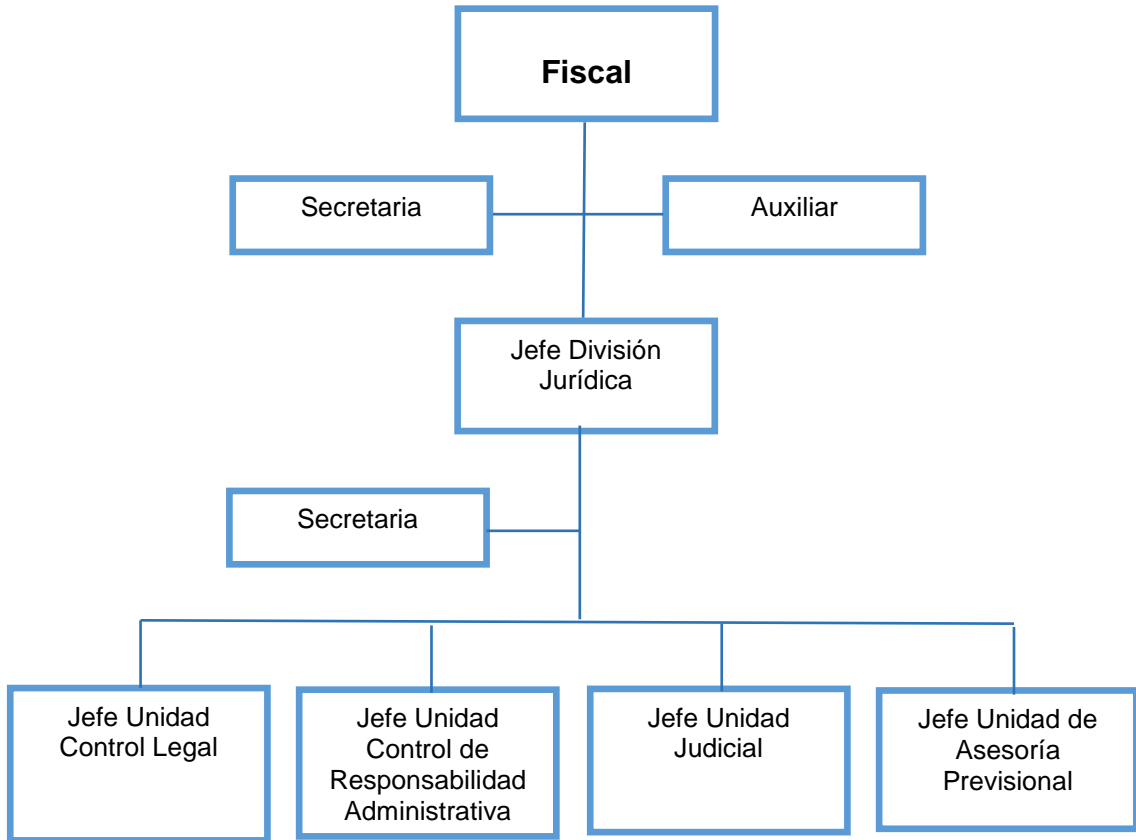 Fiscal
Secretaria
Auxiliar
Jefe División
Jurídica
Secretaria
Jefe Unidad
Control Legal
Jefe Unidad
Control de
Responsabilidad
Administrativa
Jefe Unidad
Judicial
Jefe Unidad de
Asesoría
Previsional